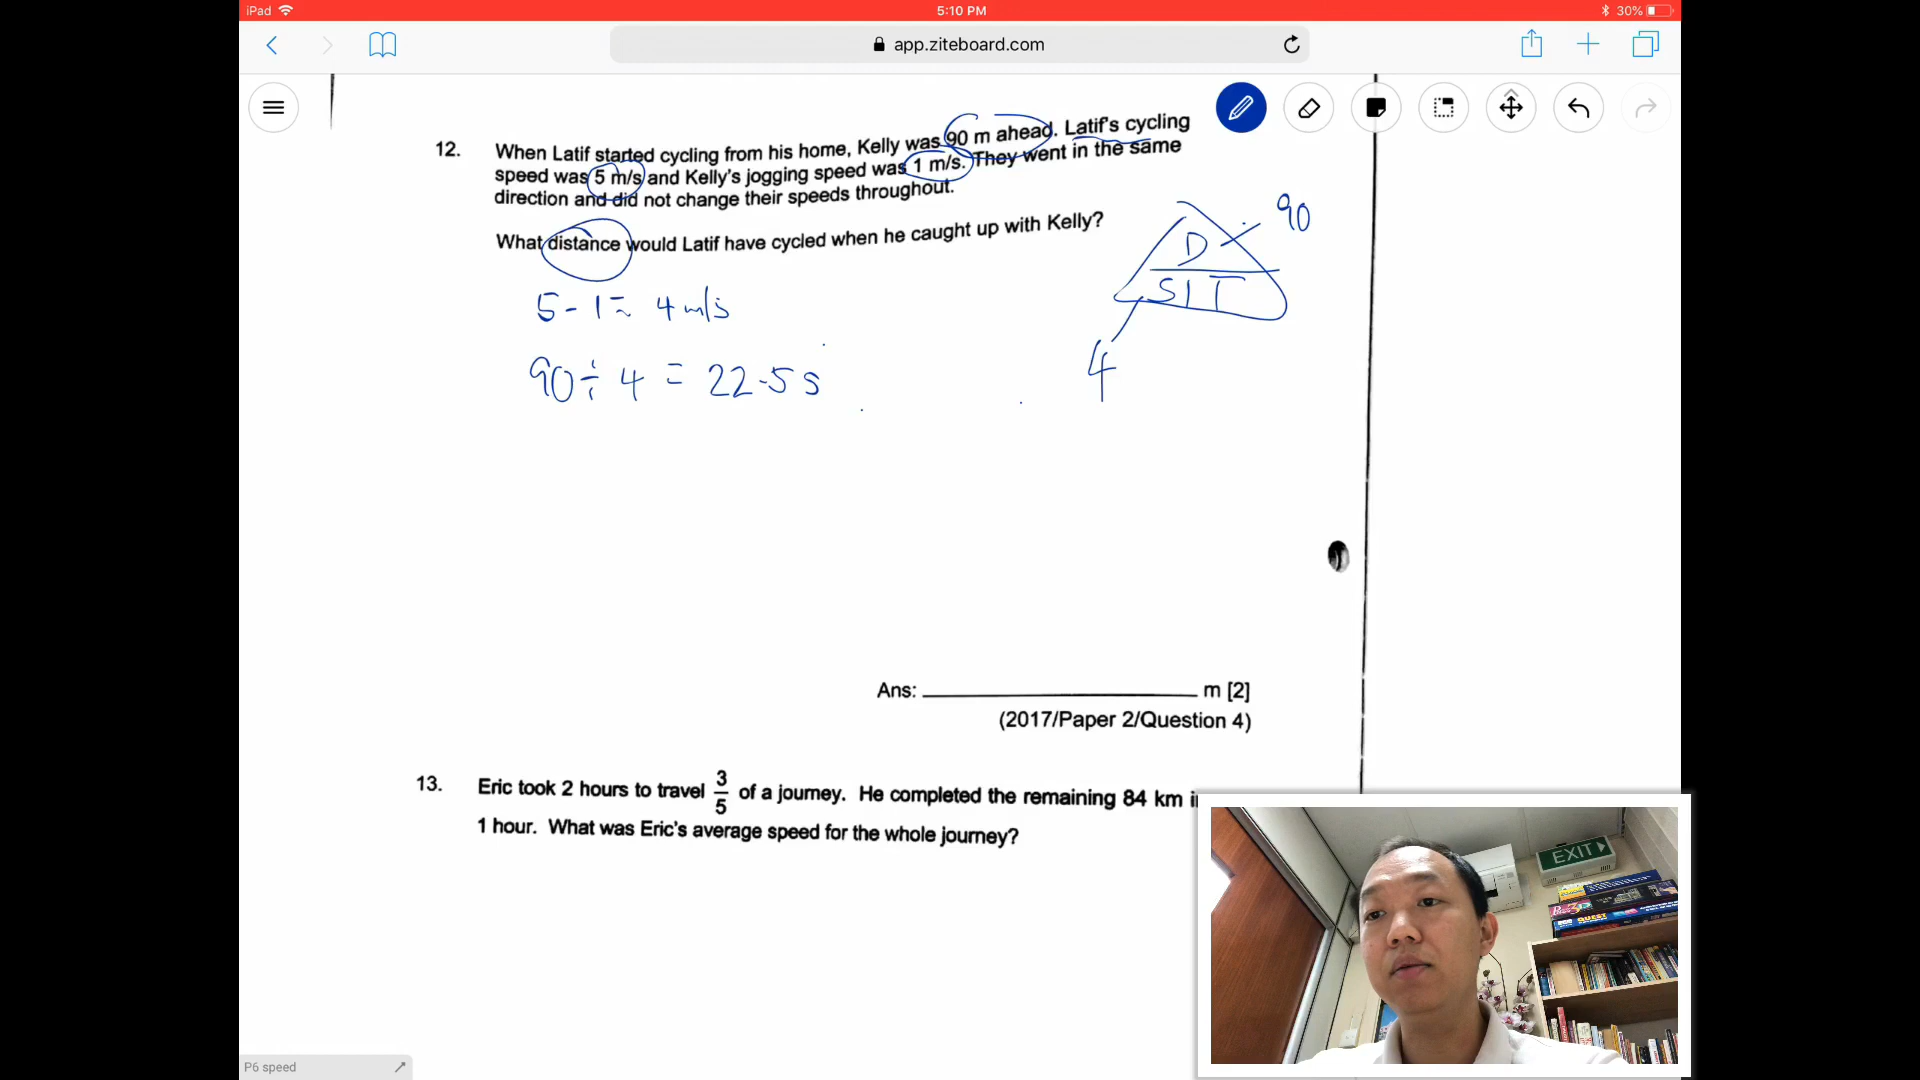 iPad
5:10 PM
30%
app.ziteboard.com
12. When Latif started cycling from his home, Kelly was 90 m ahead. Latif's cycling
speed was 5 m/s and Kelly's jogging speed was 1 m/s. They went in the same
direction and did not change their speeds throughout.
What distance would Latif have cycled when he caught up with Kelly?
90
D
S T
4
5 - 1 = 4 m/s
90 ÷ 4 = 22.5 s
Ans: m [2]
(2017/Paper 2/Question 4)
13. Eric took 2 hours to travel 3/5 of a journey. He completed the remaining 84 km in
1 hour. What was Eric's average speed for the whole journey?
EXIT
QUEST
P6 speed